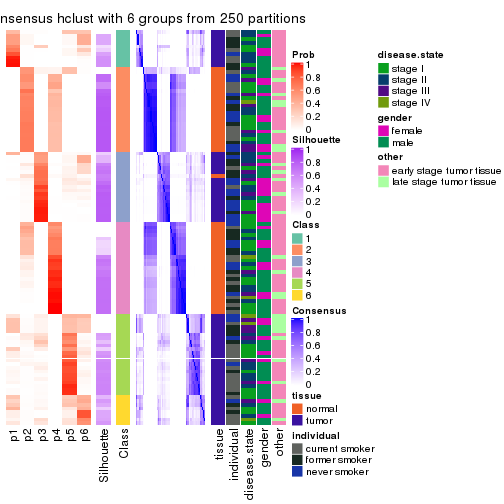 nsensus hclust with 6 groups from 250 partitions
Prob
1
0.8
0.6
0.4
0.2
0
Silhouette
1
0.8
0.6
0.4
0.2
0
Class
1
2
3
4
5
6
Consensus
1
0.8
0.6
0.4
0.2
0
tissue
normal
tumor
individual
current smoker
former smoker
never smoker
disease.state
stage I
stage II
stage III
stage IV
gender
female
male
other
early stage tumor tissue
late stage tumor tissue
p1
p2
p3
p4
p5
p6
Silhouette
Class
tissue
individual
disease.state
gender
other